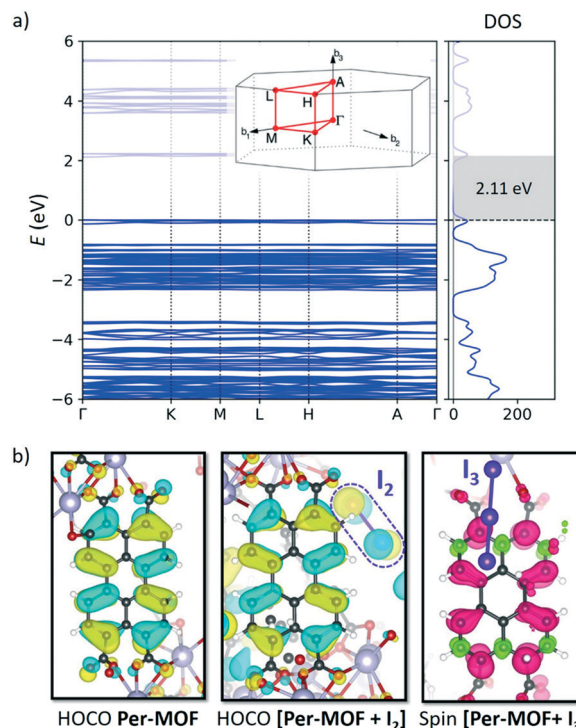 a)
DOS
6
4
2
0
−2
−4
−6
E (eV)
b₃
L
A
H
Γ
b₁
M
K
b₂
2.11 eV
Γ
K
M
L
H
A
Γ
0
200
b)
I₂
I₃
HOCO Per-MOF
HOCO [Per-MOF + I₂]
Spin [Per-MOF+ I₃